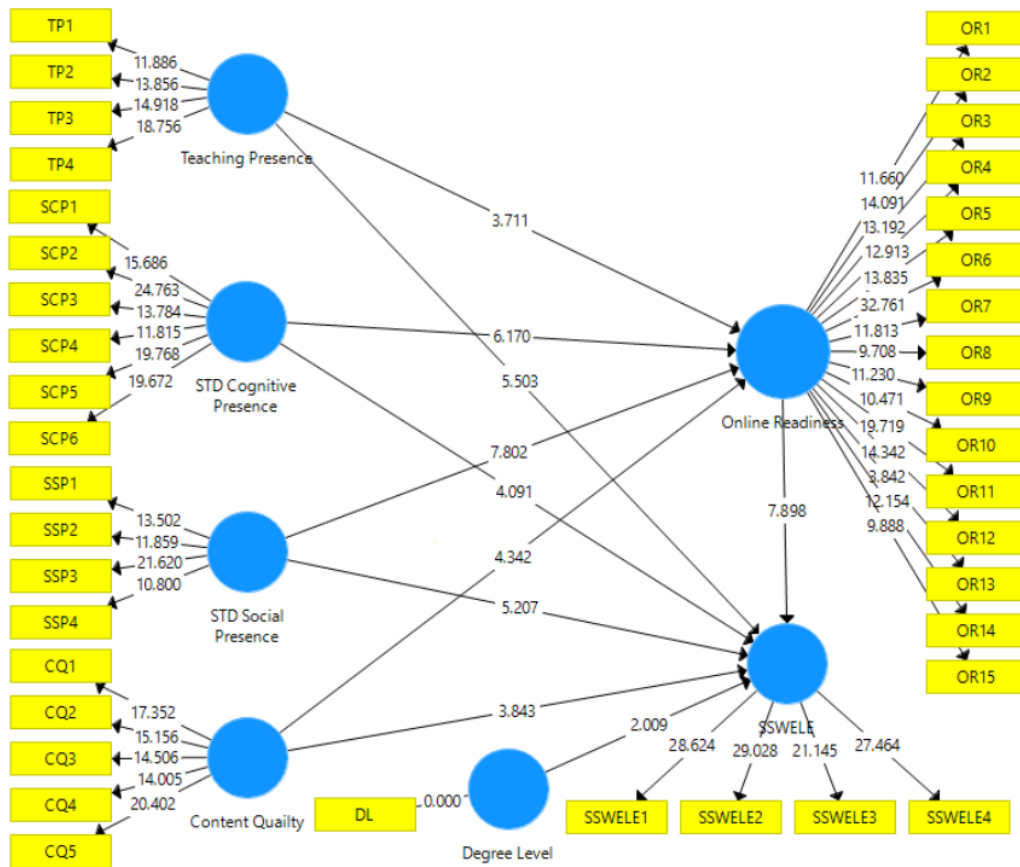 TP1
TP2
TP3
TP4
11.886
13.856
14.918
18.756
Teaching Presence
SCP1
SCP2
SCP3
SCP4
SCP5
SCP6
15.686
24.763
13.784
11.815
19.768
19.672
STD Cognitive
Presence
SSP1
SSP2
SSP3
SSP4
13.502
11.859
21.620
10.800
STD Social
Presence
CQ1
CQ2
CQ3
CQ4
CQ5
17.352
15.156
14.506
14.005
20.402
Content Quailty
DL
0.000
Degree Level
3.711
6.170
5.503
7.802
4.091
4.342
5.207
3.843
2.009
7.898
Online Readiness
11.660
14.091
13.192
12.913
13.835
32.761
11.813
9.708
11.230
10.471
19.719
14.342
3.842
12.154
9.888
OR1
OR2
OR3
OR4
OR5
OR6
OR7
OR8
OR9
OR10
OR11
OR12
OR13
OR14
OR15
SSWELE
28.624
29.028
21.145
27.464
SSWELE1
SSWELE2
SSWELE3
SSWELE4